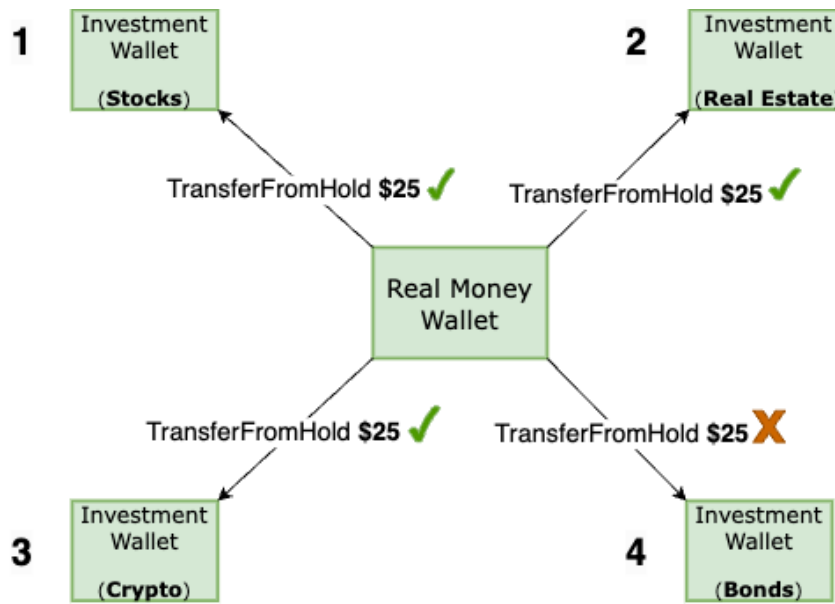 1
Investment
Wallet
(Stocks)
2
Investment
Wallet
(Real Estate)
TransferFromHold $25
TransferFromHold $25
Real Money
Wallet
TransferFromHold $25
TransferFromHold $25
3
Investment
Wallet
(Crypto)
4
Investment
Wallet
(Bonds)